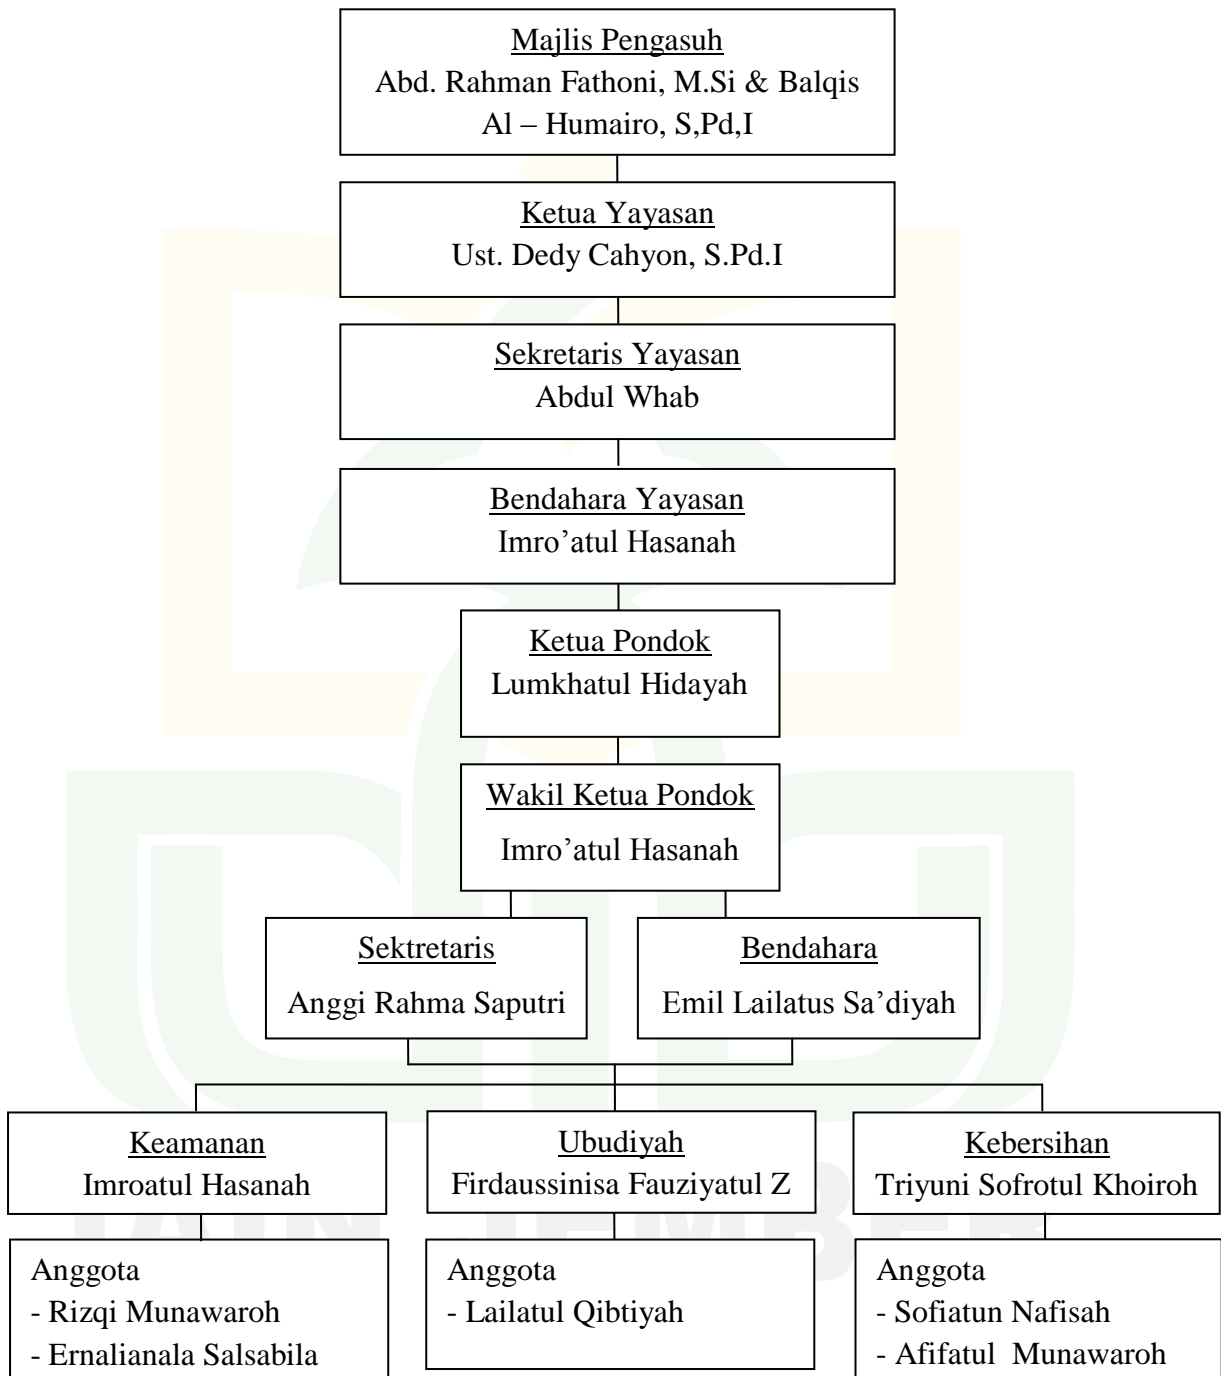 Majlis Pengasuh
Abd. Rahman Fathoni, M.Si & Balqis
Al – Humairo, S,Pd,I
Ketua Yayasan
Ust. Dedy Cahyon, S.Pd.I
Sekretaris Yayasan
Abdul Whab
Bendahara Yayasan
Imro’atul Hasanah
Ketua Pondok
Lumkhatul Hidayah
Wakil Ketua Pondok
Imro’atul Hasanah
Sektretaris
Anggi Rahma Saputri
Bendahara
Emil Lailatus Sa’diyah
Keamanan
Imroatul Hasanah
Ubudiyah
Firdaussinisa Fauziyatul Z
Kebersihan
Triyuni Sofrotul Khoiroh
Anggota
- Rizqi Munawaroh
- Ernalianala Salsabila
Anggota
- Lailatul Qibtiyah
Anggota
- Sofiatun Nafisah
- Afifatul  Munawaroh
IAIN JEMBER